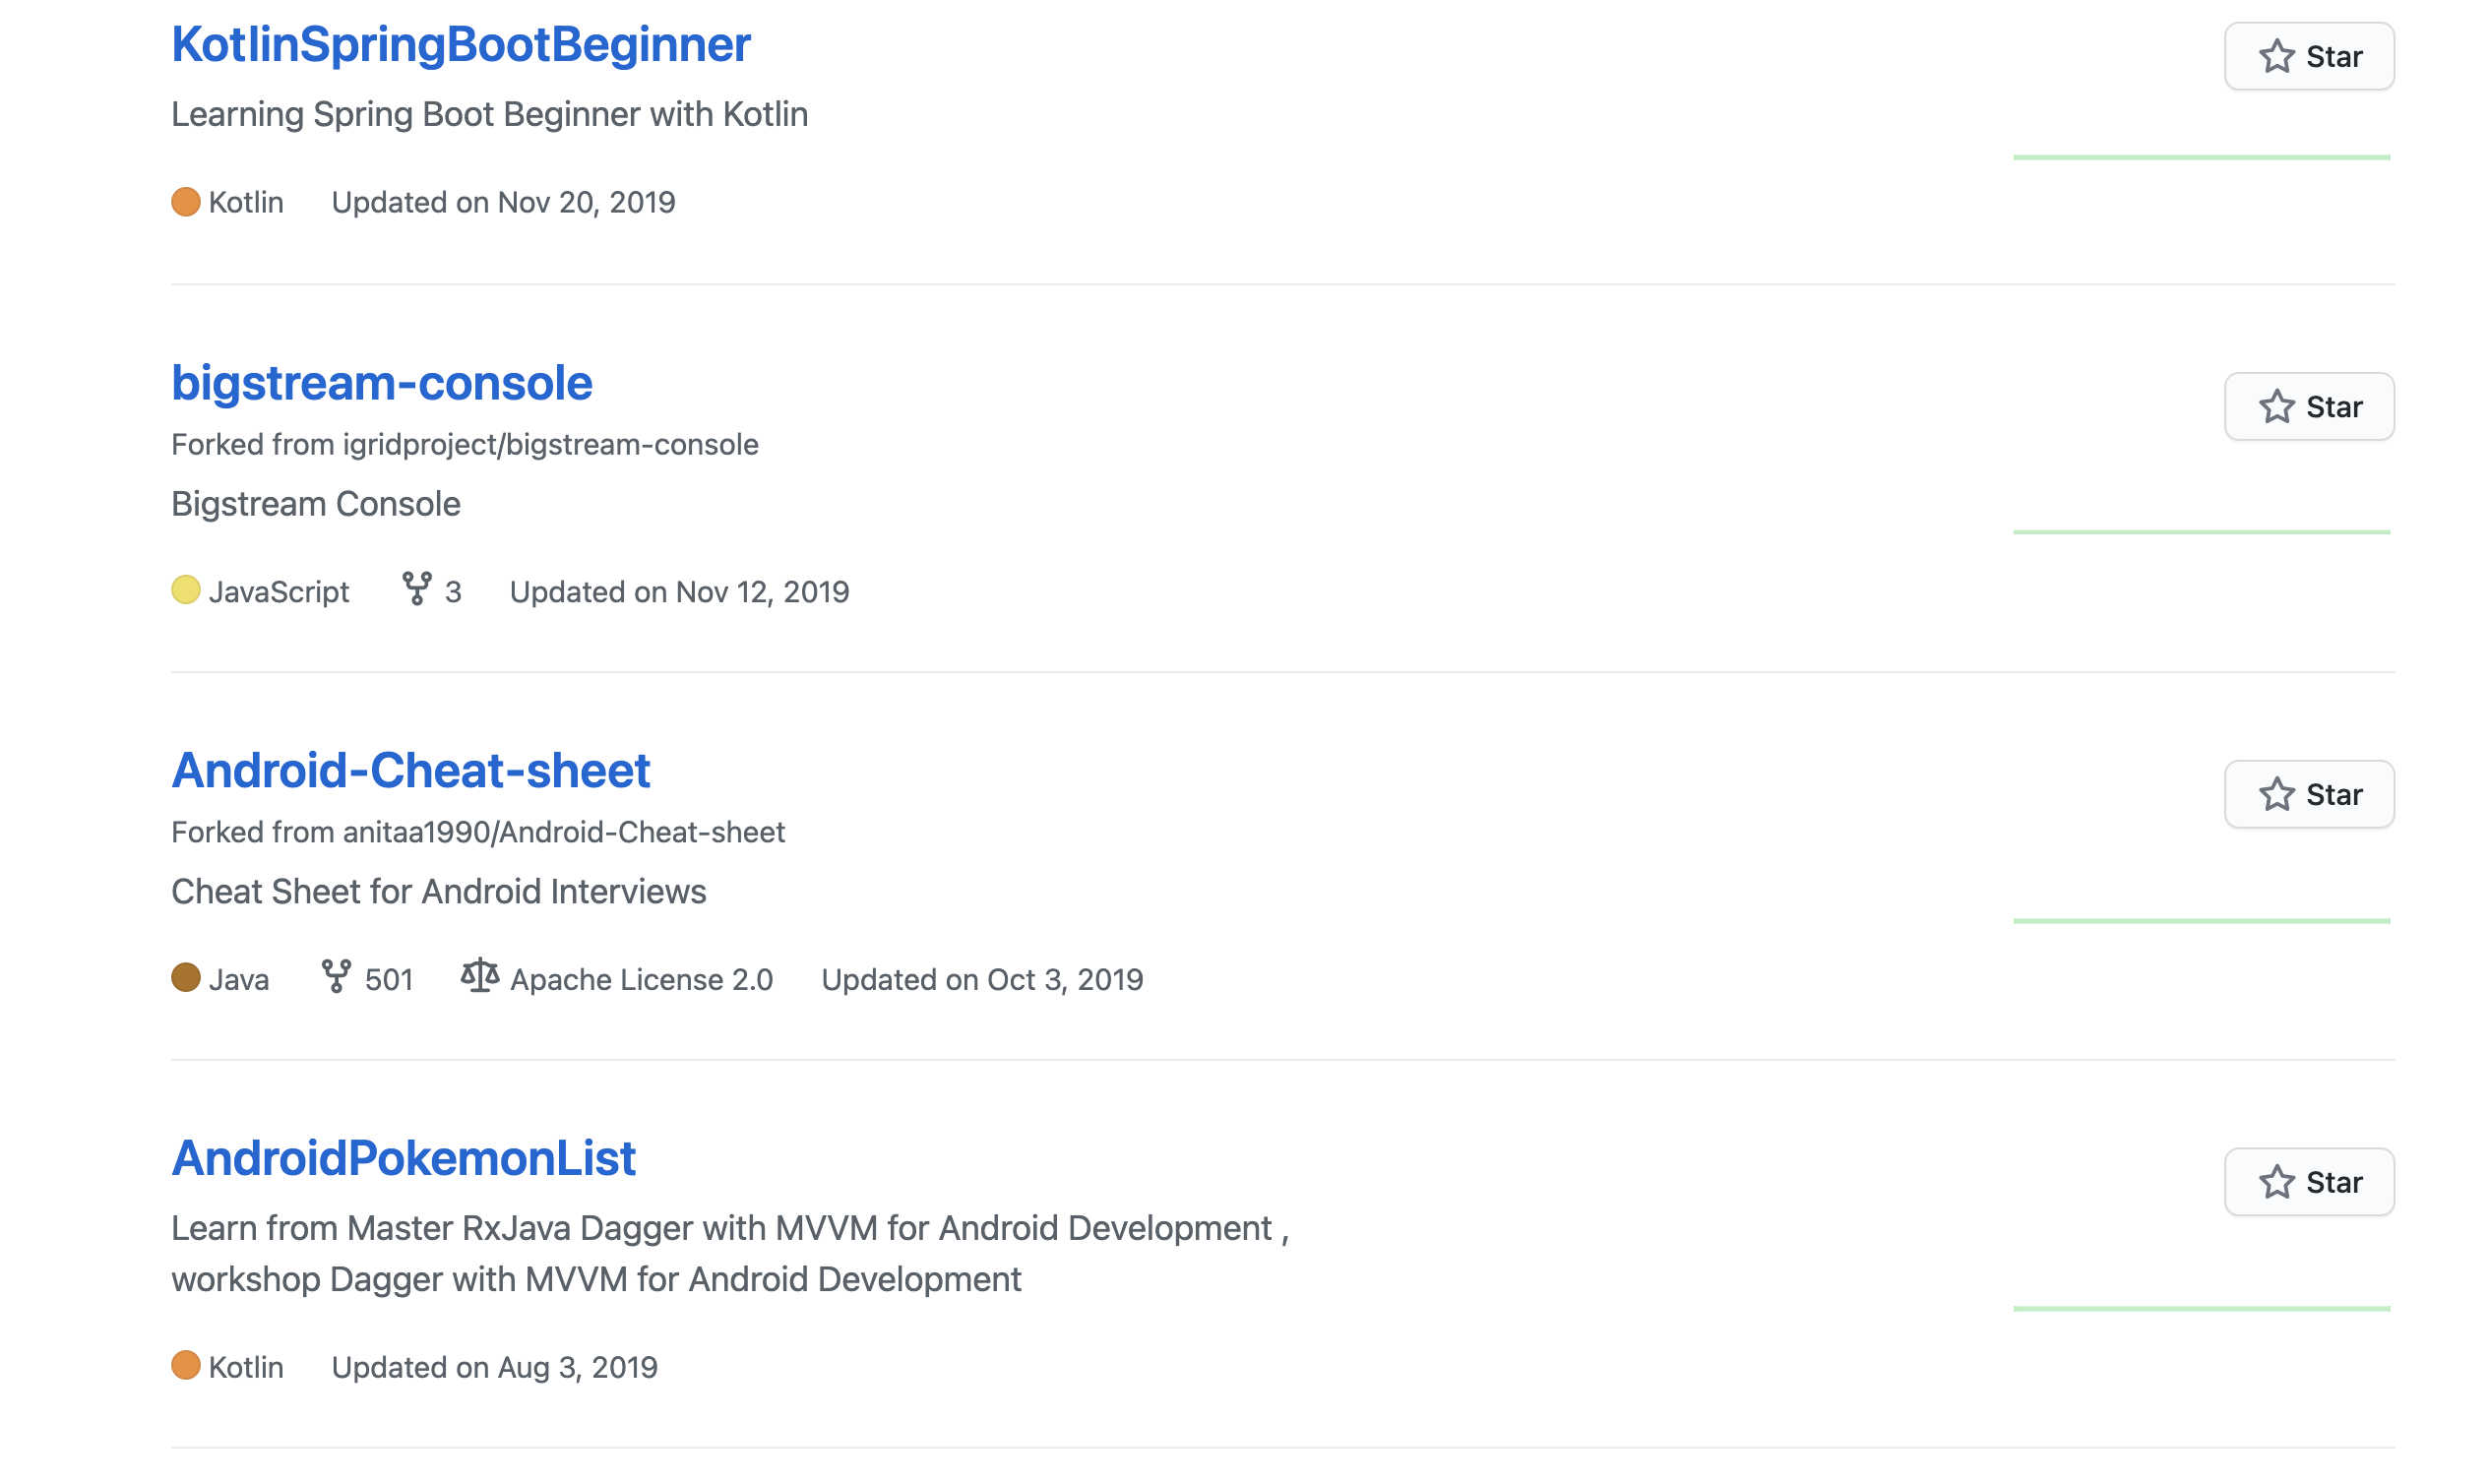 KotlinSpringBootBeginner
Star
Learning Spring Boot Beginner with Kotlin
Kotlin Updated on Nov 20, 2019
bigstream-console
Star
Forked from igridproject/bigstream-console
Bigstream Console
JavaScript 3 Updated on Nov 12, 2019
Android-Cheat-sheet
Star
Forked from anitaa1990/Android-Cheat-sheet
Cheat Sheet for Android Interviews
Java 501 Apache License 2.0 Updated on Oct 3, 2019
AndroidPokemonList
Star
Learn from Master RxJava Dagger with MVVM for Android Development ,
workshop Dagger with MVVM for Android Development
Kotlin Updated on Aug 3, 2019